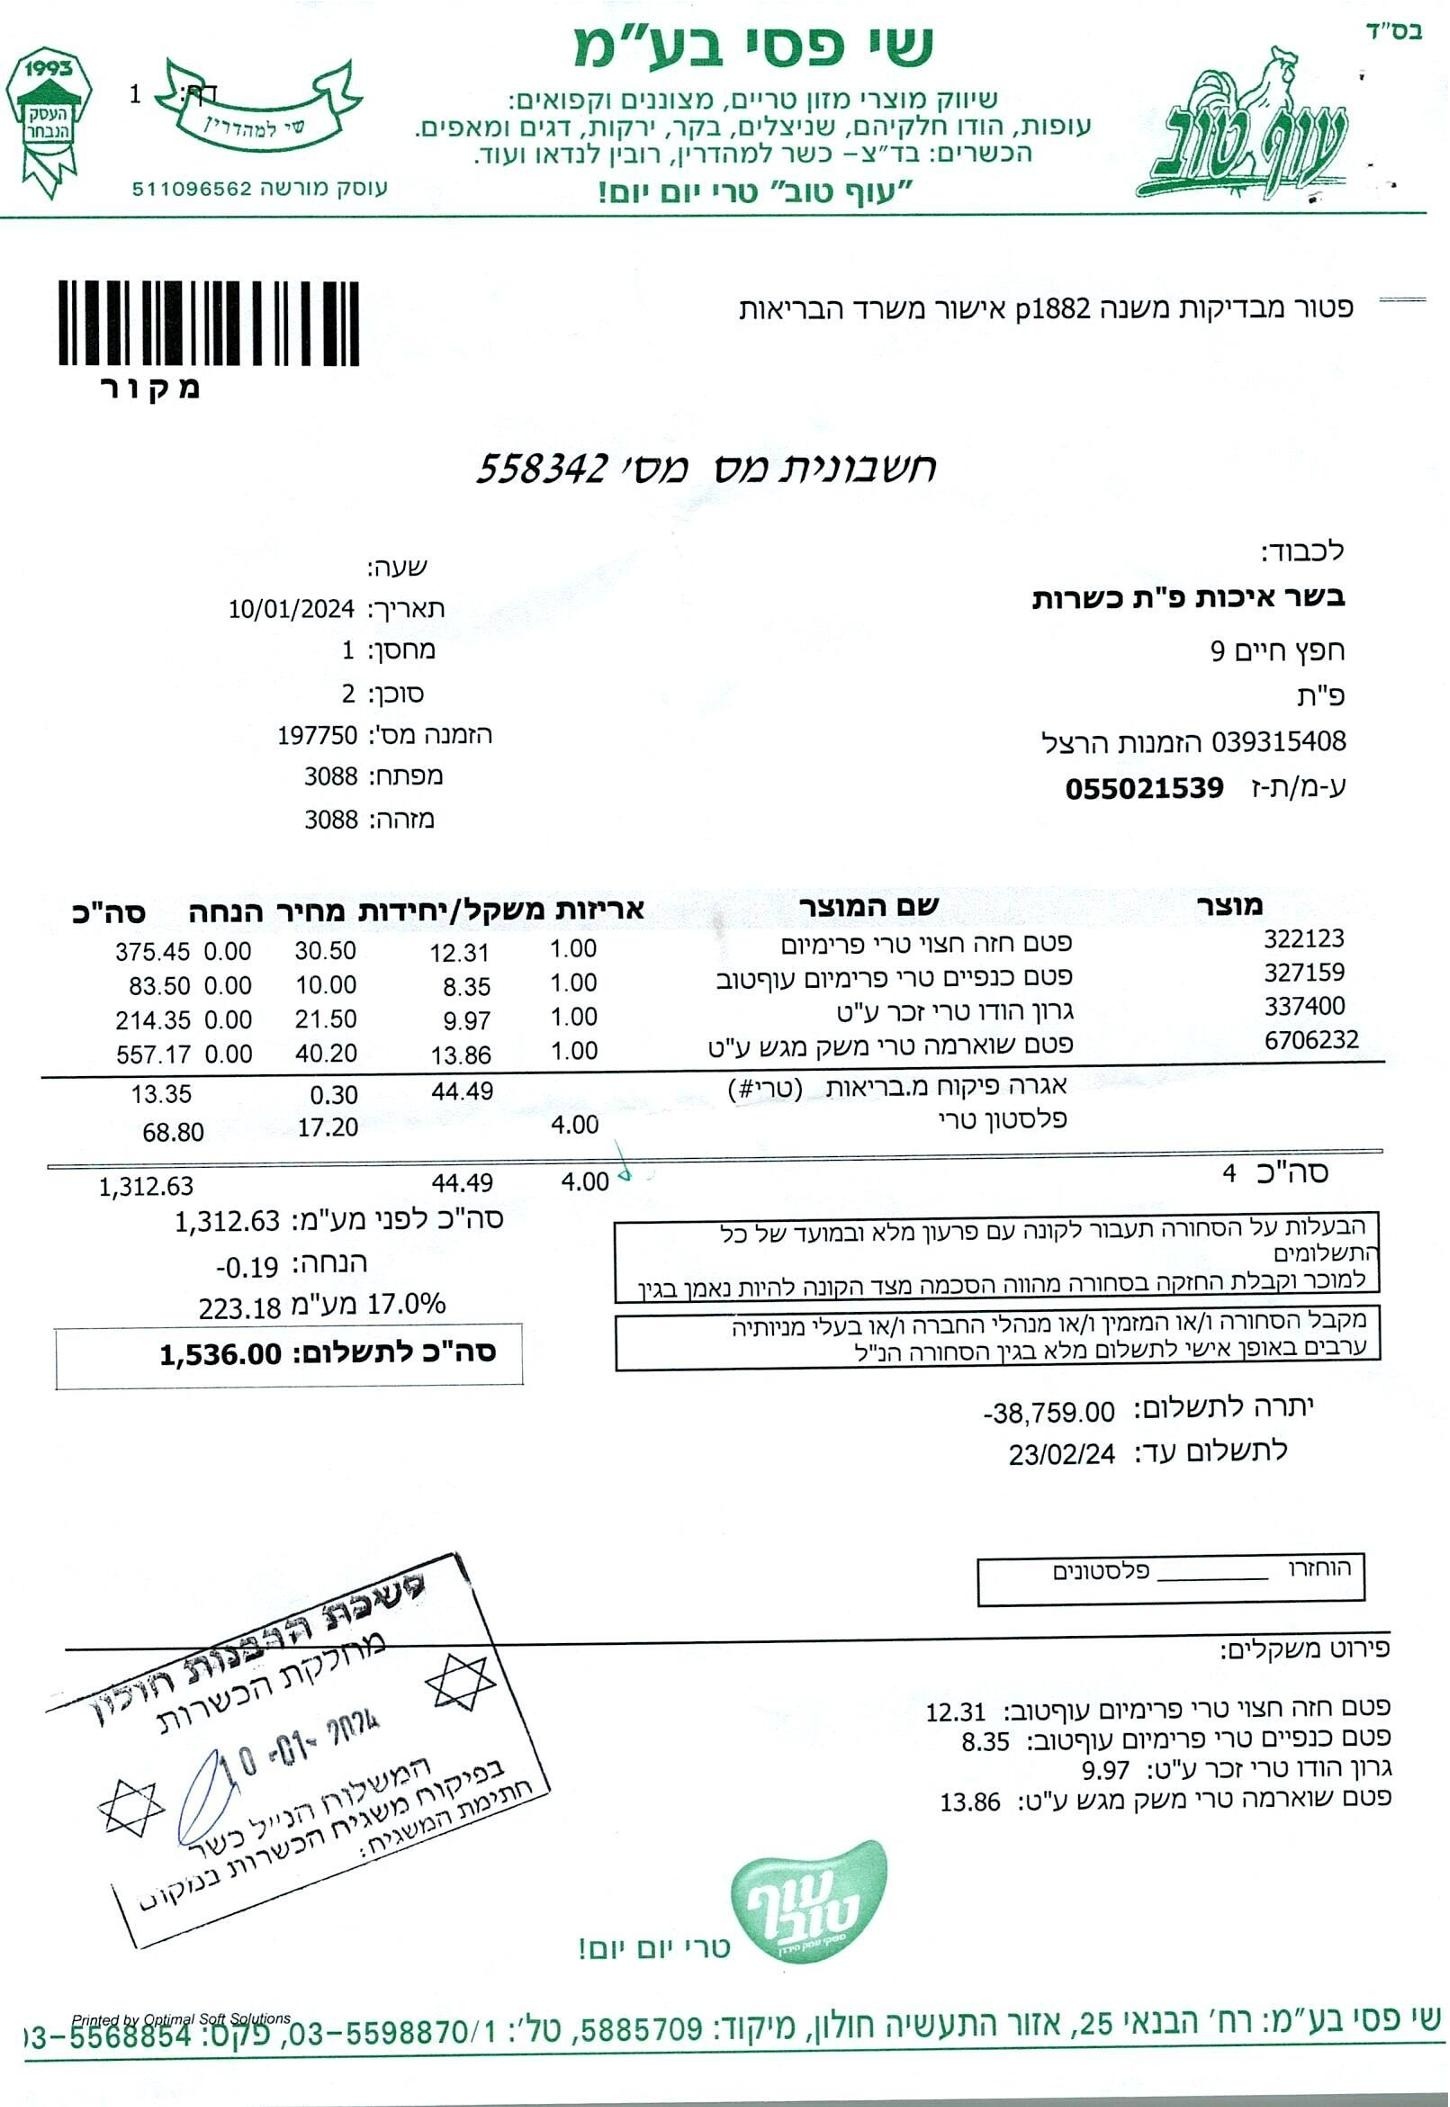 בס"ד
שי פסי בע"מ
שיווק מוצרי מזון טריים, מצוננים וקפואים:
עופות, הודו חלקיהם, שניצלים, בקר, ירקות, דגים ומאפים.
הכשרים: בד"צ – כשר למהדרין, רובין לנדאו ועוד.
"עוף טוב" טרי יום יום!
עוף טוב
דף: 1
שי למהדרין
1993
העסק
הנבחר
עוסק מורשה 511096562
פטור מבדיקות משנה p1882 אישור משרד הבריאות
מקור
חשבונית מס מס' 558342
לכבוד:
בשר איכות פ"ת כשרות
חפץ חיים 9
פ"ת
039315408 הזמנות הרצל
ע-מ/ת-ז 055021539
שעה:
תאריך: 10/01/2024
מחסן: 1
סוכן: 2
הזמנה מס': 197750
מפתח: 3088
מזהה: 3088
מוצר שם המוצר אריזות משקל/יחידות מחיר הנחה סה"כ
322123 פטם חזה חצוי טרי פרימיום 1.00 12.31 30.50 0.00 375.45
327159 פטם כנפיים טרי פרימיום עוףטוב 1.00 8.35 10.00 0.00 83.50
337400 גרון הודו טרי זכר ע"ט 1.00 9.97 21.50 0.00 214.35
6706232 פטם שוארמה טרי משק מגש ע"ט 1.00 13.86 40.20 0.00 557.17
אגרה פיקוח מ.בריאות (טרי#) 44.49 0.30 13.35
פלסטון טרי 4.00 17.20 68.80
סה"כ 4 4.00 44.49 1,312.63
סה"כ לפני מע"מ: 1,312.63
הנחה: -0.19
17.0% מע"מ 223.18
סה"כ לתשלום: 1,536.00
הבעלות על הסחורה תעבור לקונה עם פרעון מלא ובמועד של כל
התשלומים
למוכר וקבלת החזקה בסחורה מהווה הסכמה מצד הקונה להיות נאמן בגין
מקבל הסחורה ו/או המזמין ו/או מנהלי החברה ו/או בעלי מניותיה
ערבים באופן אישי לתשלום מלא בגין הסחורה הנ"ל
יתרה לתשלום: -38,759.00
לתשלום עד: 23/02/24
הוחזרו ________ פלסטונים
פירוט משקלים:
פטם חזה חצוי טרי פרימיום עוףטוב: 12.31
פטם כנפיים טרי פרימיום עוףטוב: 8.35
גרון הודו טרי זכר ע"ט: 9.97
פטם שוארמה טרי משק מגש ע"ט: 13.86
לשכת הרבנות חולון
מחלקת הכשרות
10-01-2024
המשלוח הנ"ל כשר
בפיקוח משגיח הכשרות במקום
חתימת המשגיח:
עוף
טוב
טרי יום יום!
Printed by Optimal Soft Solutions
שי פסי בע"מ: רח' הבנאי 25, אזור התעשיה חולון, מיקוד: 5885709, טל': 03-5598870/1, פקס: 03-5568854